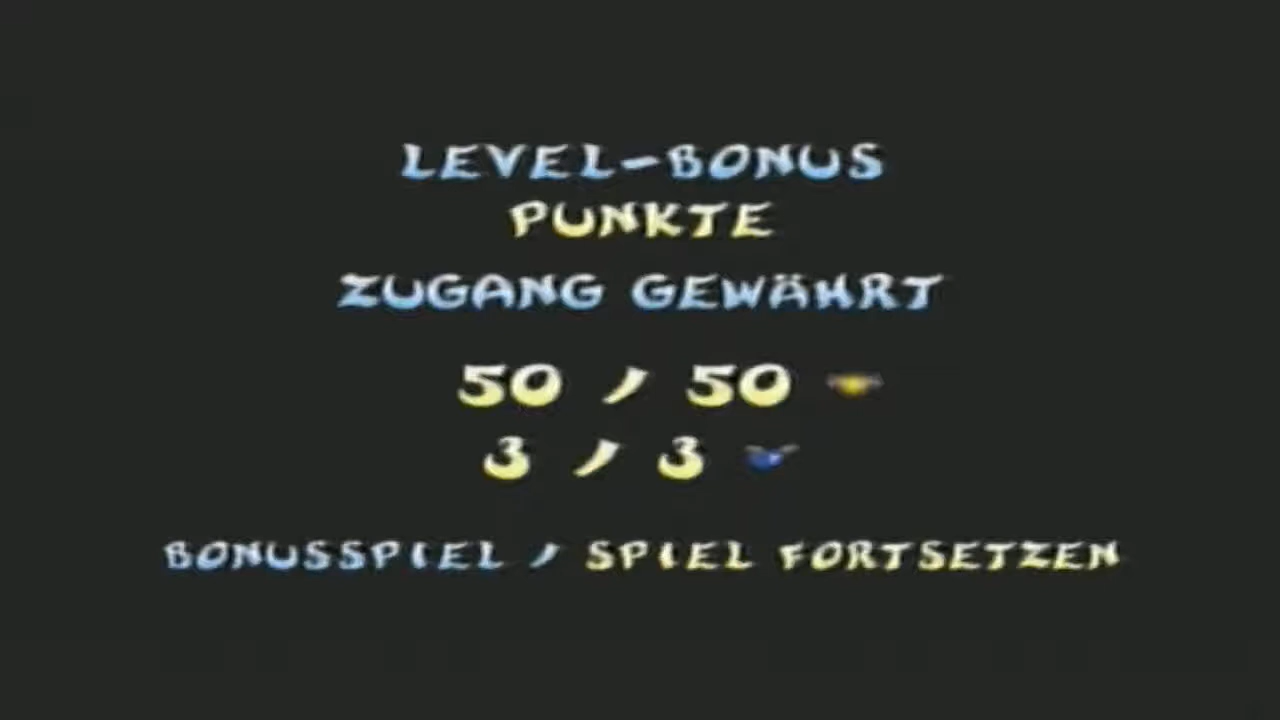 LEVEL-BONUS
PUNKTE
ZUGANG GEWÄHRT
50 / 50
3 / 3
BONUSSPIEL / SPIEL FORTSETZEN